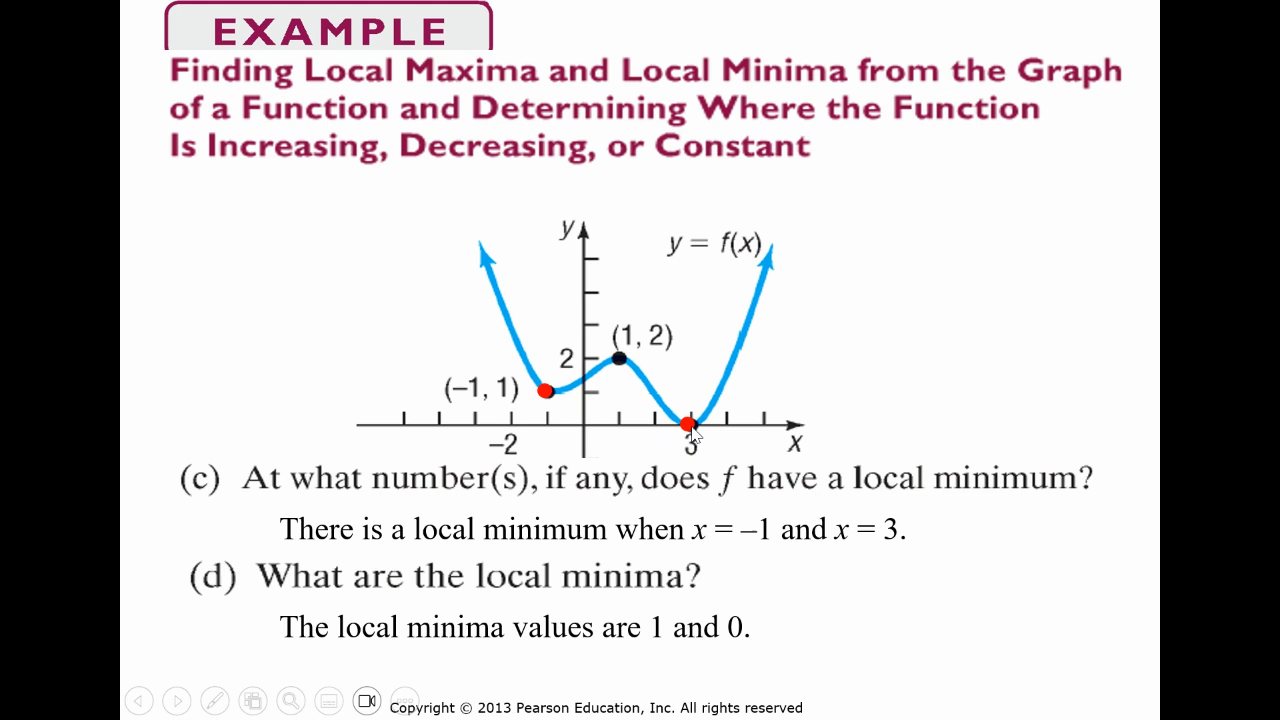 EXAMPLE
Finding Local Maxima and Local Minima from the Graph
of a Function and Determining Where the Function
Is Increasing, Decreasing, or Constant
y
y = f(x)
(1, 2)
2
(–1, 1)
–2
3
x
(c) At what number(s), if any, does f have a local minimum?
There is a local minimum when x = –1 and x = 3.
(d) What are the local minima?
The local minima values are 1 and 0.
Copyright © 2013 Pearson Education, Inc. All rights reserved